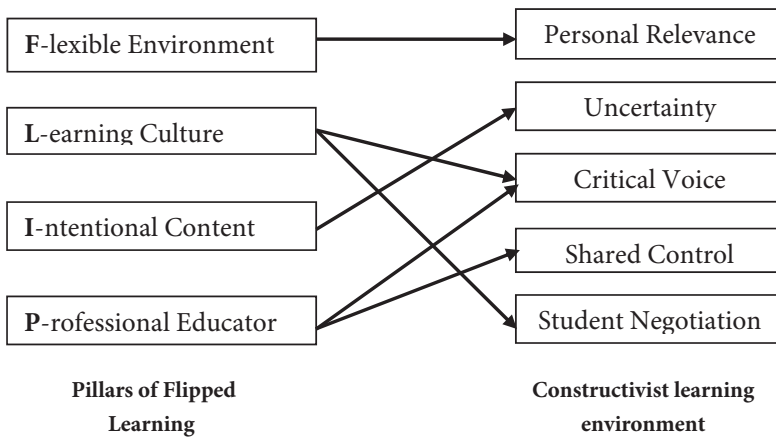 F-lexible Environment
L-earning Culture
I-ntentional Content
P-rofessional Educator
Pillars of Flipped
Learning
Personal Relevance
Uncertainty
Critical Voice
Shared Control
Student Negotiation
Constructivist learning
environment